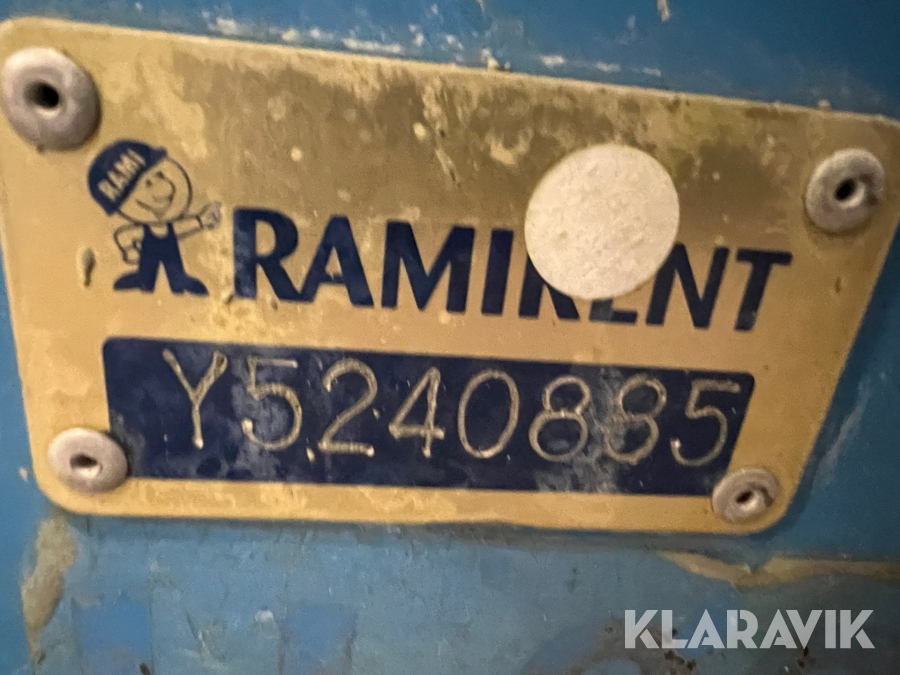 RAMI
RAMIRENT
Y5240885
KLARAVIK